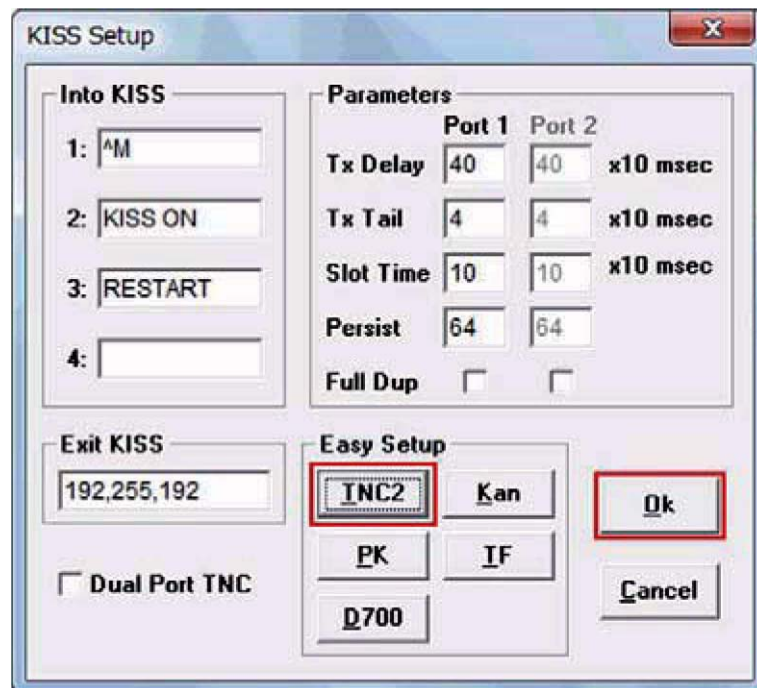 KISS Setup
Into KISS
1: ^M
2: KISS ON
3: RESTART
4:
Parameters
Port 1 Port 2
Tx Delay 40 40 x10 msec
Tx Tail 4 4 x10 msec
Slot Time 10 10 x10 msec
Persist 64 64
Full Dup
Exit KISS
192,255,192
Dual Port TNC
Easy Setup
TNC2 Kan
PK TF
D700
Ok
Cancel